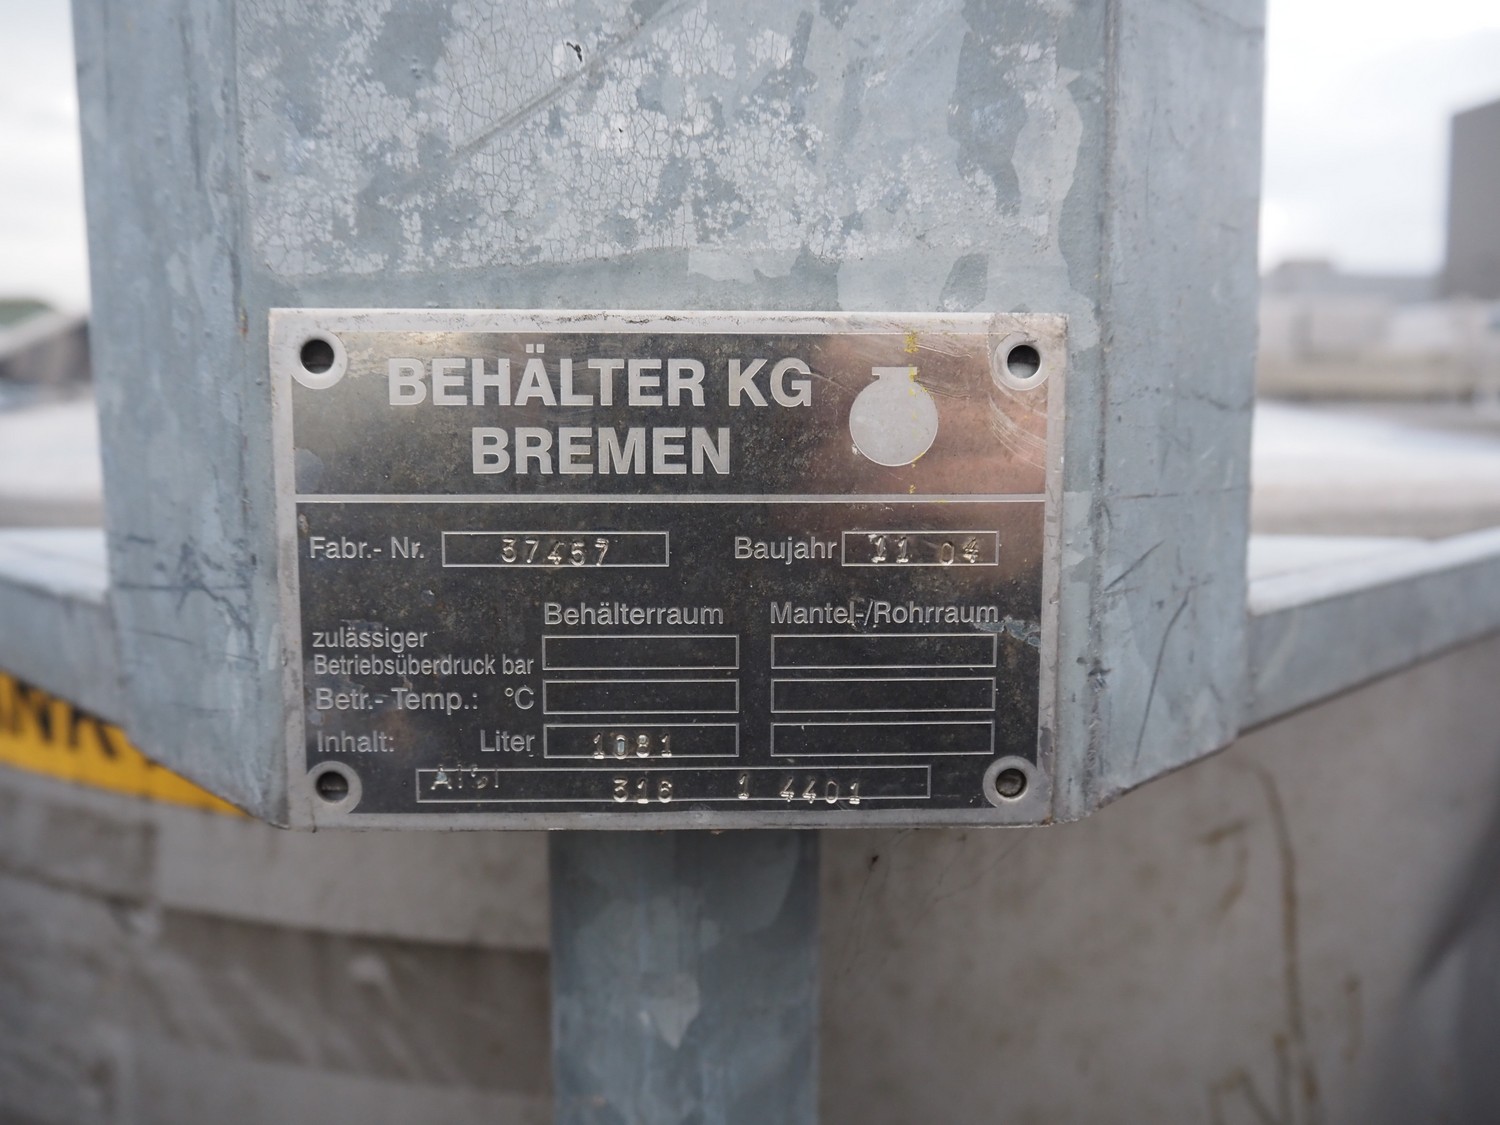 BEHÄLTER KG
BREMEN
Fabr.- Nr. 37457 Baujahr 11 04
Behälterraum Mantel-/Rohrraum
zulässiger
Betriebsüberdruck bar
Betr.- Temp.: °C
Inhalt: Liter 1081
AISI 316 1 4401